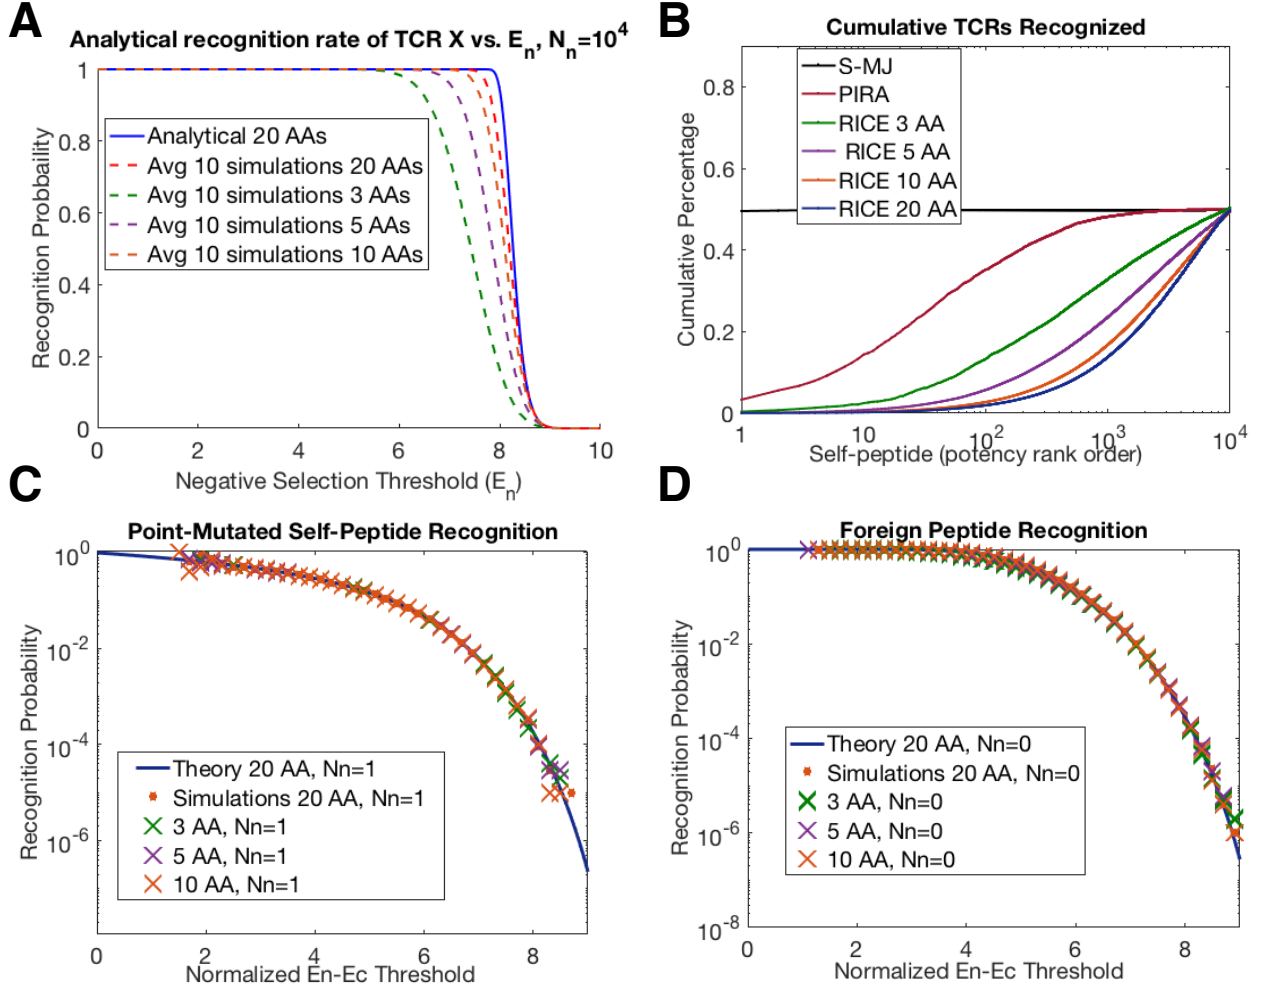 A
Analytical recognition rate of TCR X vs. En, Nn=10^4
Recognition Probbaility
1
0.8
0.6
0.4
0.2
0
Analytical 20 AAs
Avg 10 simulations 20 AAs
Avg 10 simulations 3 AAs
Avg 10 simulations 5 AAs
Avg 10 simulations 10 AAs
0 2 4 6 8 10
Negative Selection Threshold (En)
B
Cumulative TCRs Recognized
Cumulative Percentage
0.8
0.6
0.4
0.2
0
S-MJ
PIRA
RICE 3 AA
RICE 5 AA
RICE 10 AA
RICE 20 AA
1 10 10^2 10^3 10^4
Self-peptide (potency rank order)
C
Point-Mutated Self-Peptide Recognition
Recognition Probability
10^0
10^-2
10^-4
10^-6
Theory 20 AA, Nn=1
Simulations 20 AA, Nn=1
3 AA, Nn=1
5 AA, Nn=1
10 AA, Nn=1
0 2 4 6 8
Normalized En-Ec Threshold
D
Foreign Peptide Recognition
Recognition Probability
10^0
10^-2
10^-4
10^-6
10^-8
Theory 20 AA, Nn=0
Simulations 20 AA, Nn=0
3 AA, Nn=0
5 AA, Nn=0
10 AA, Nn=0
0 2 4 6 8
Normalized En-Ec Threshold